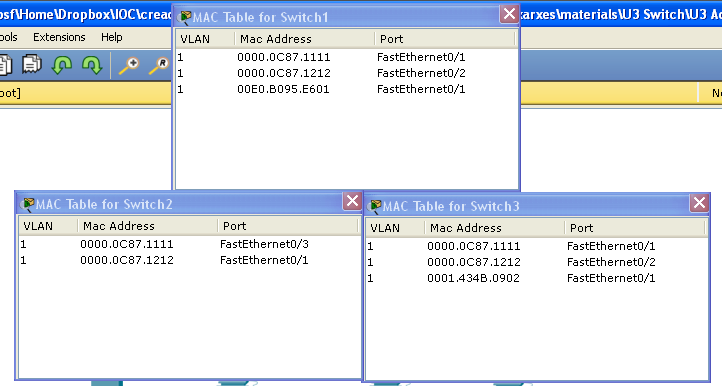 osf\Home\Dropbox\IOC\creac
arxes\materials\U3 Switch\U3 Ac
ools Extensions Help
oot]
MAC Table for Switch1
VLAN Mac Address Port
1 0000.0C87.1111 FastEthernet0/1
1 0000.0C87.1212 FastEthernet0/2
1 00E0.B095.E601 FastEthernet0/1
MAC Table for Switch2
VLAN Mac Address Port
1 0000.0C87.1111 FastEthernet0/3
1 0000.0C87.1212 FastEthernet0/1
MAC Table for Switch3
VLAN Mac Address Port
1 0000.0C87.1111 FastEthernet0/1
1 0000.0C87.1212 FastEthernet0/2
1 0001.434B.0902 FastEthernet0/1